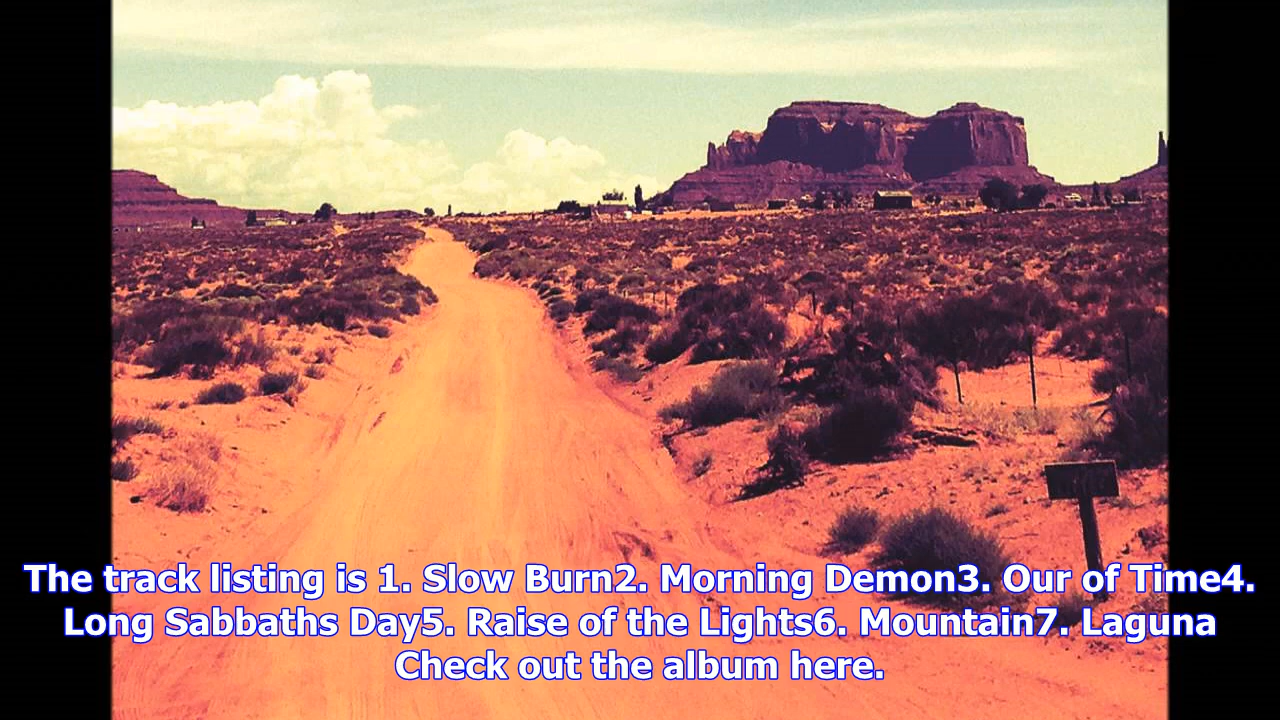 The track listing is 1. Slow Burn2. Morning Demon3. Our of Time4.
Long Sabbaths Day5. Raise of the Lights6. Mountain7. Laguna
Check out the album here.